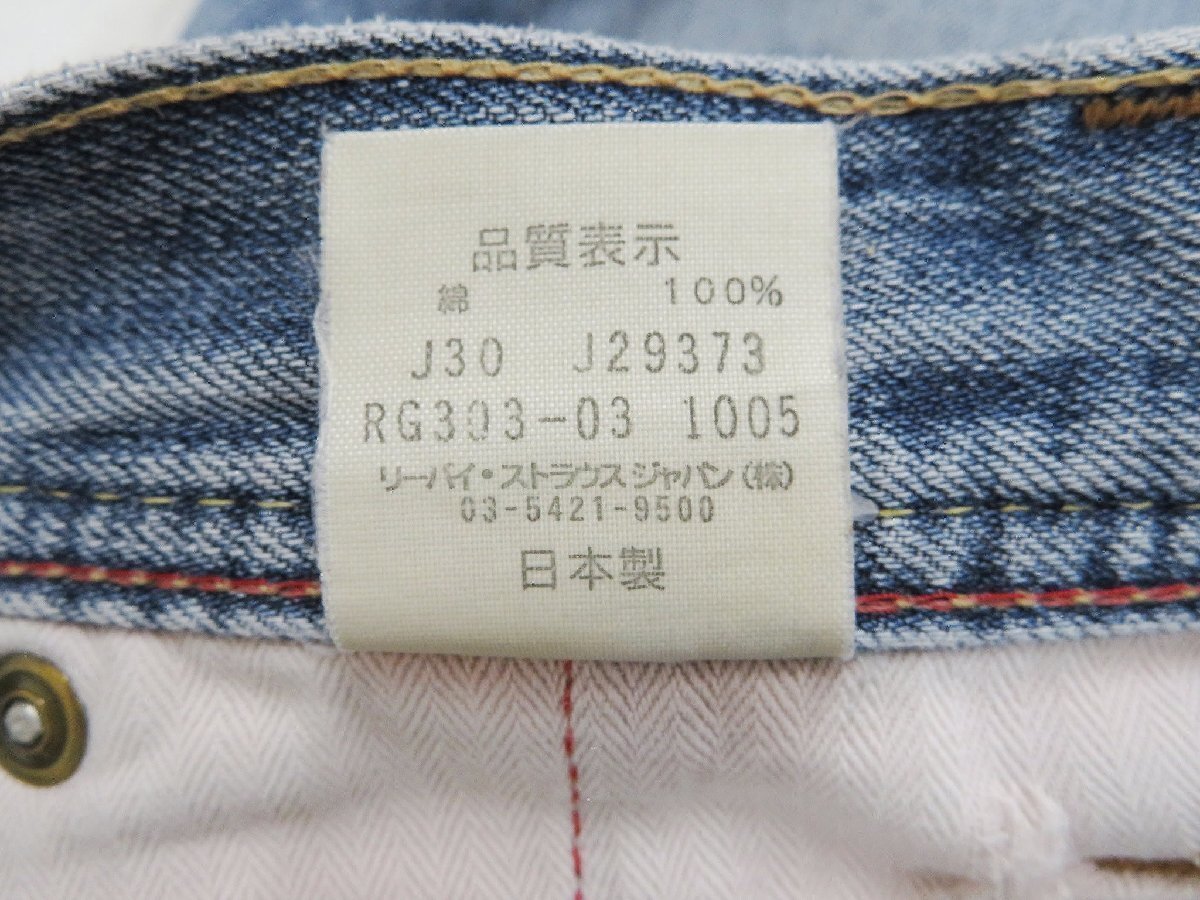 品質表示
綿 100%
J30 J29373
RG303-03 1005
リーバイ・ストラウスジャパン(株)
03-5421-9500
日本製